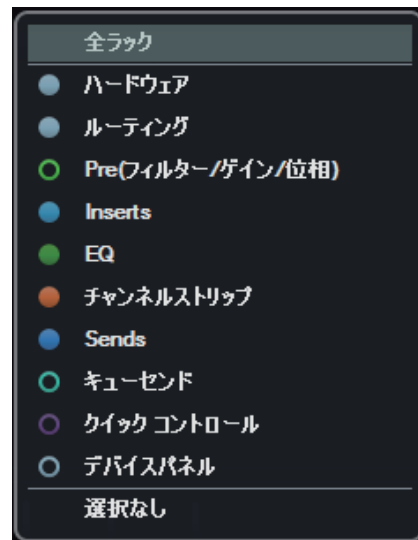 全ラック
ハードウェア
ルーティング
Pre(フィルター/ゲイン/位相)
Inserts
EQ
チャンネルストリップ
Sends
キューセンド
クイック コントロール
デバイスパネル
選択なし